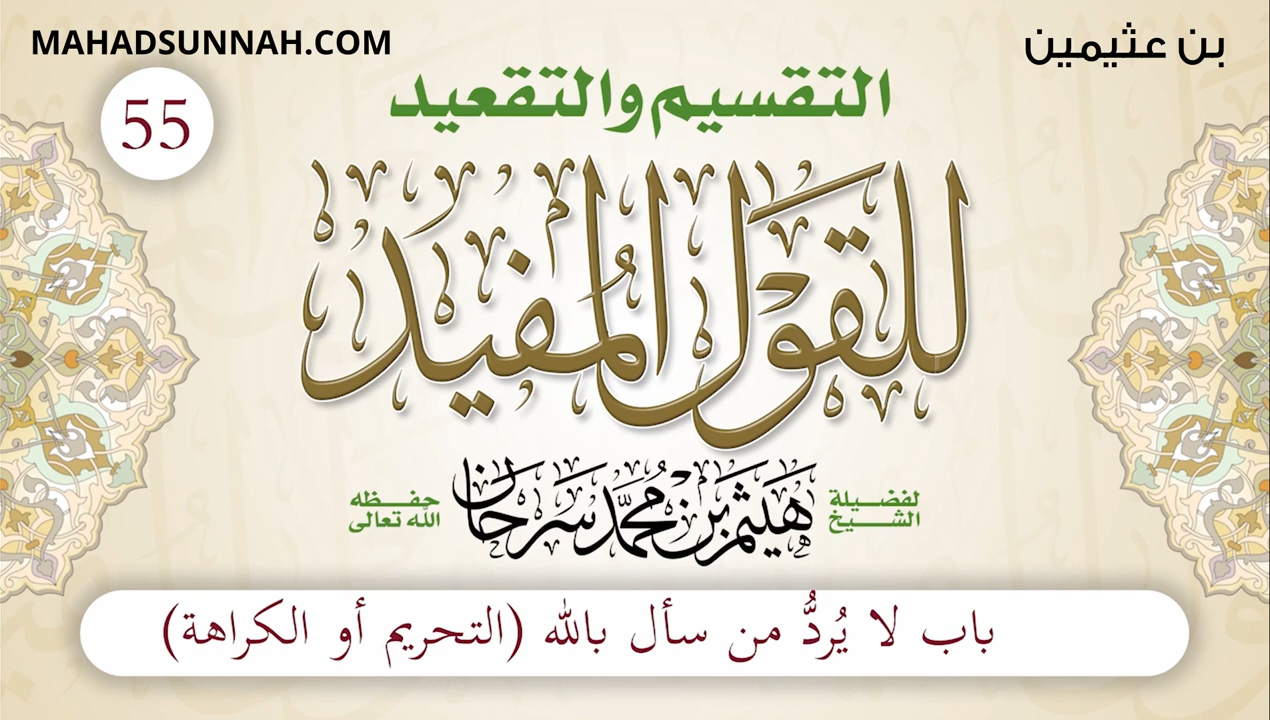 MAHADSUNNAH.COM
بن عثيمين
55
التقسيم والتقعيد
للقول المفيد
لفضيلة الشيخ
هيثم بن محمد سرحان
حفظه الله تعالى
باب لا يُردُّ من سأل بالله (التحريم أو الكراهة)